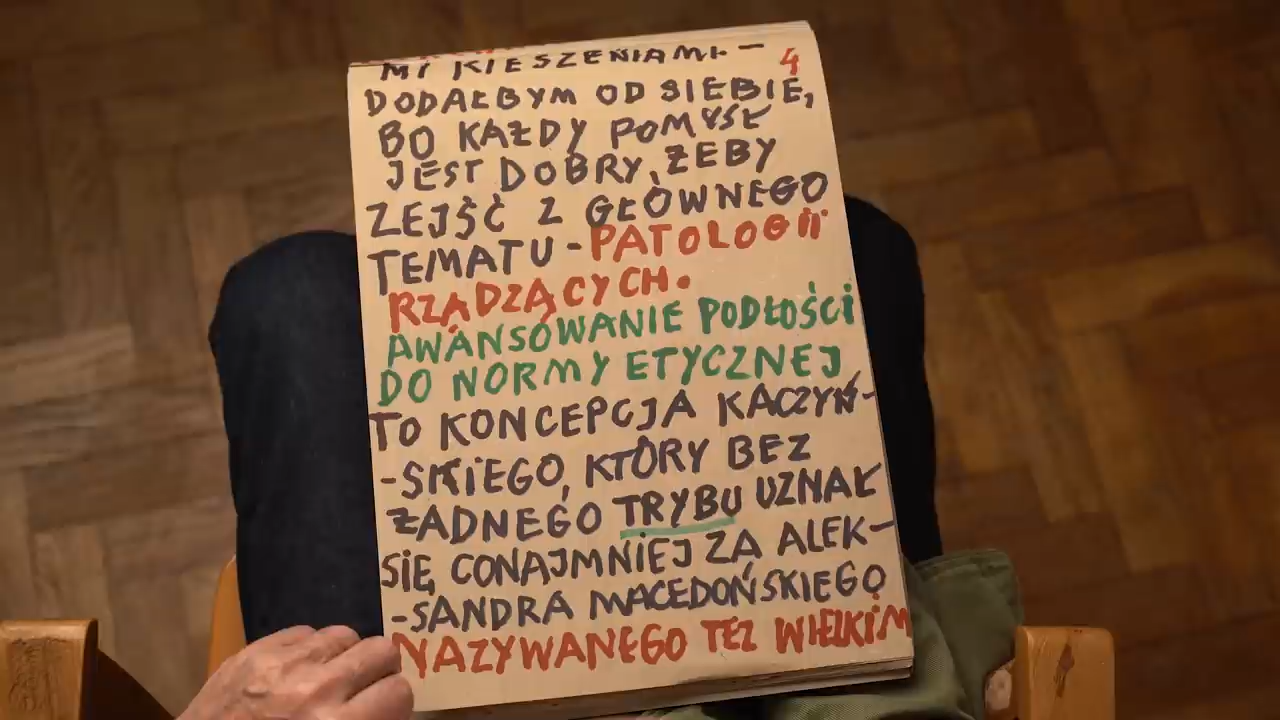 MI KIESZENIAMI -
4
DODAŁBYM OD SIEBIE,
BO KAŻDY POMYSŁ
JEST DOBRY, ŻEBY
ZEJŚĆ Z GŁÓWNEGO
TEMATU - PATOLOGII
RZĄDZĄCYCH.
AWANSOWANIE PODŁOŚCI
DO NORMY ETYCZNEJ
TO KONCEPCJA KACZYŃ-
-SKIEGO, KTÓRY BEZ
ŻADNEGO TRYBU UZNAŁ
SIĘ CONAJMNIEJ ZA ALEK-
-SANDRA MACEDOŃSKIEGO
NAZYWANEGO TEŻ WIELKIM